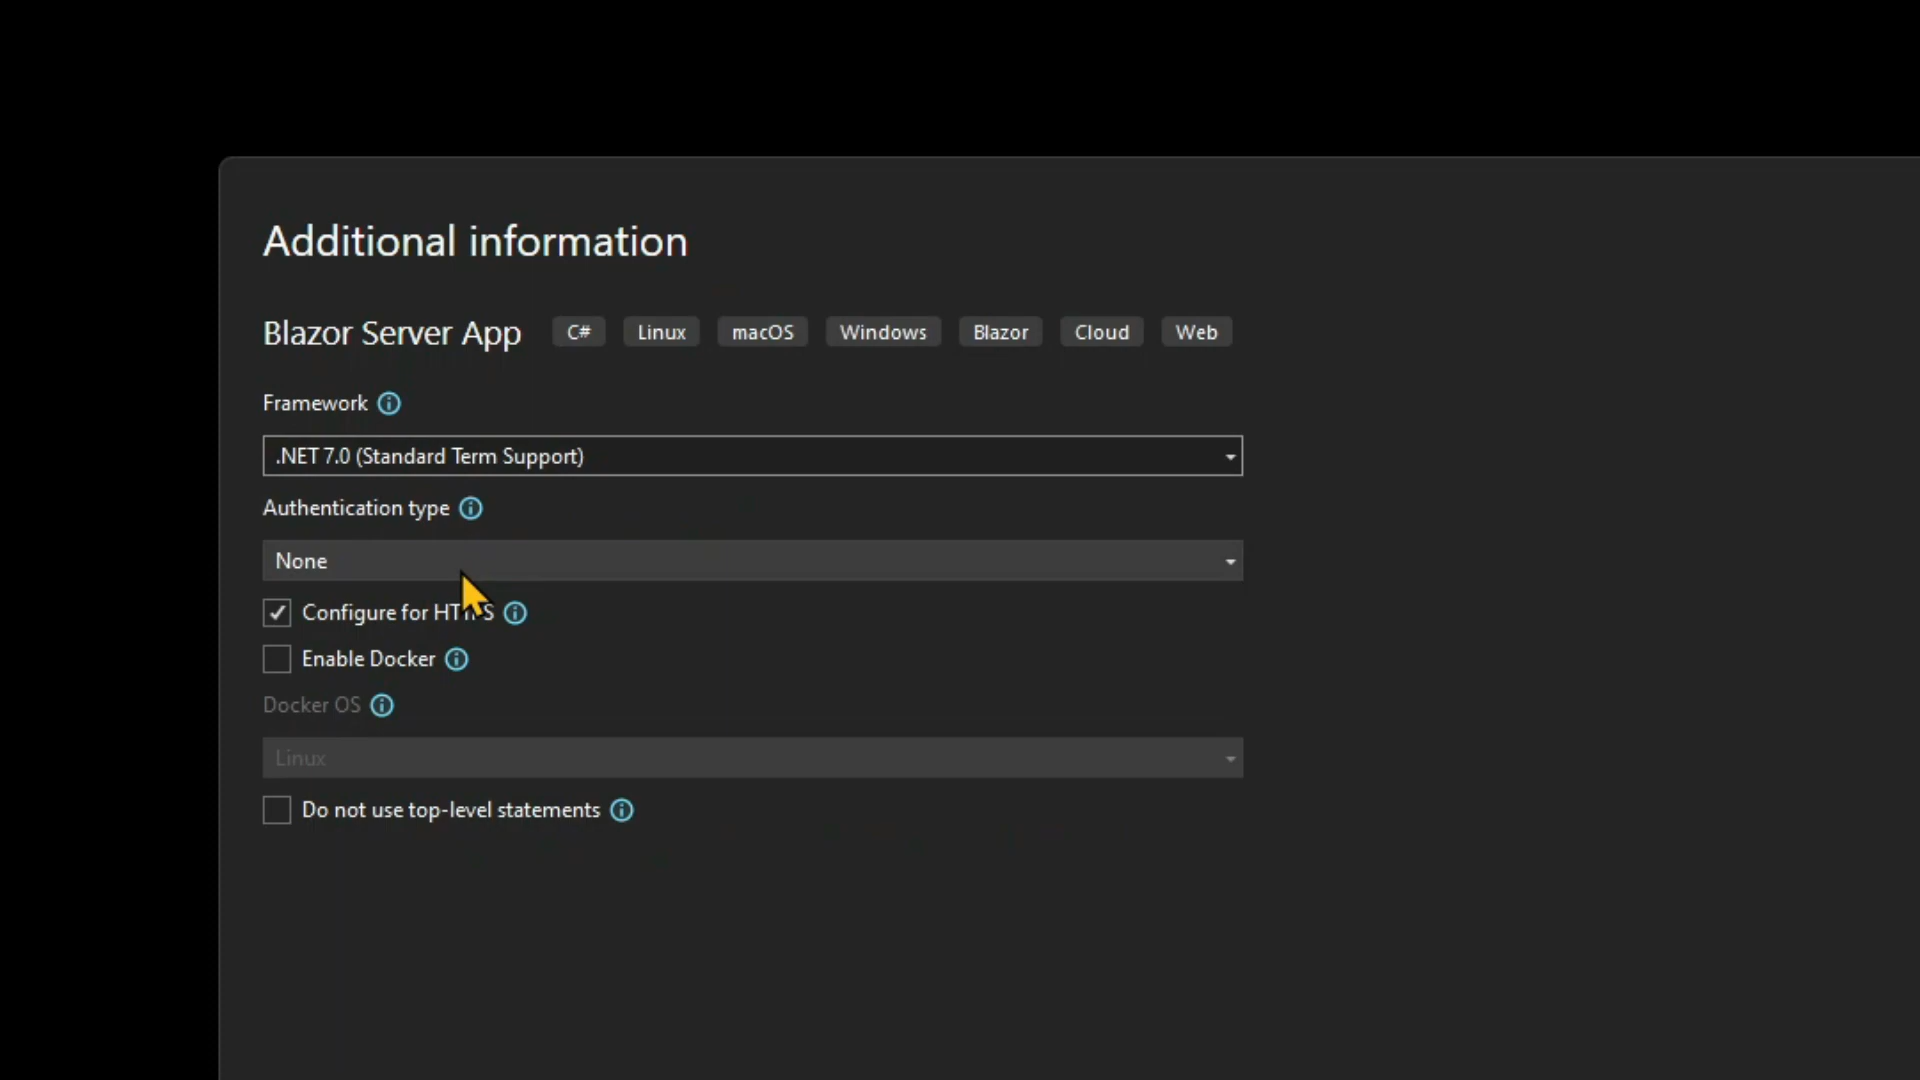 Additional information
Blazor Server App C# Linux macOS Windows Blazor Cloud Web
Framework
.NET 7.0 (Standard Term Support)
Authentication type
None
Configure for HTTPS
Enable Docker
Docker OS
Linux
Do not use top-level statements